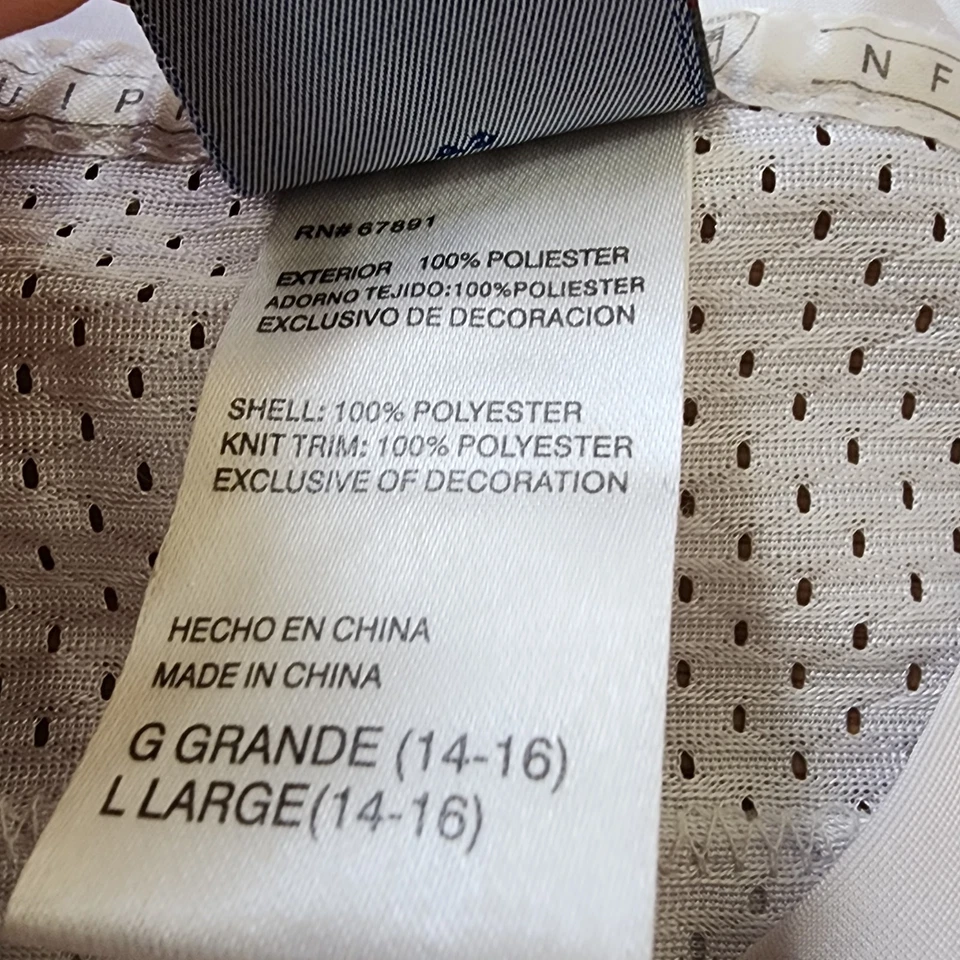 U I P
N F
RN# 67891
EXTERIOR 100% POLIESTER
ADORNO TEJIDO:100%POLIESTER
EXCLUSIVO DE DECORACION
SHELL: 100% POLYESTER
KNIT TRIM: 100% POLYESTER
EXCLUSIVE OF DECORATION
HECHO EN CHINA
MADE IN CHINA
G GRANDE (14-16)
L LARGE(14-16)